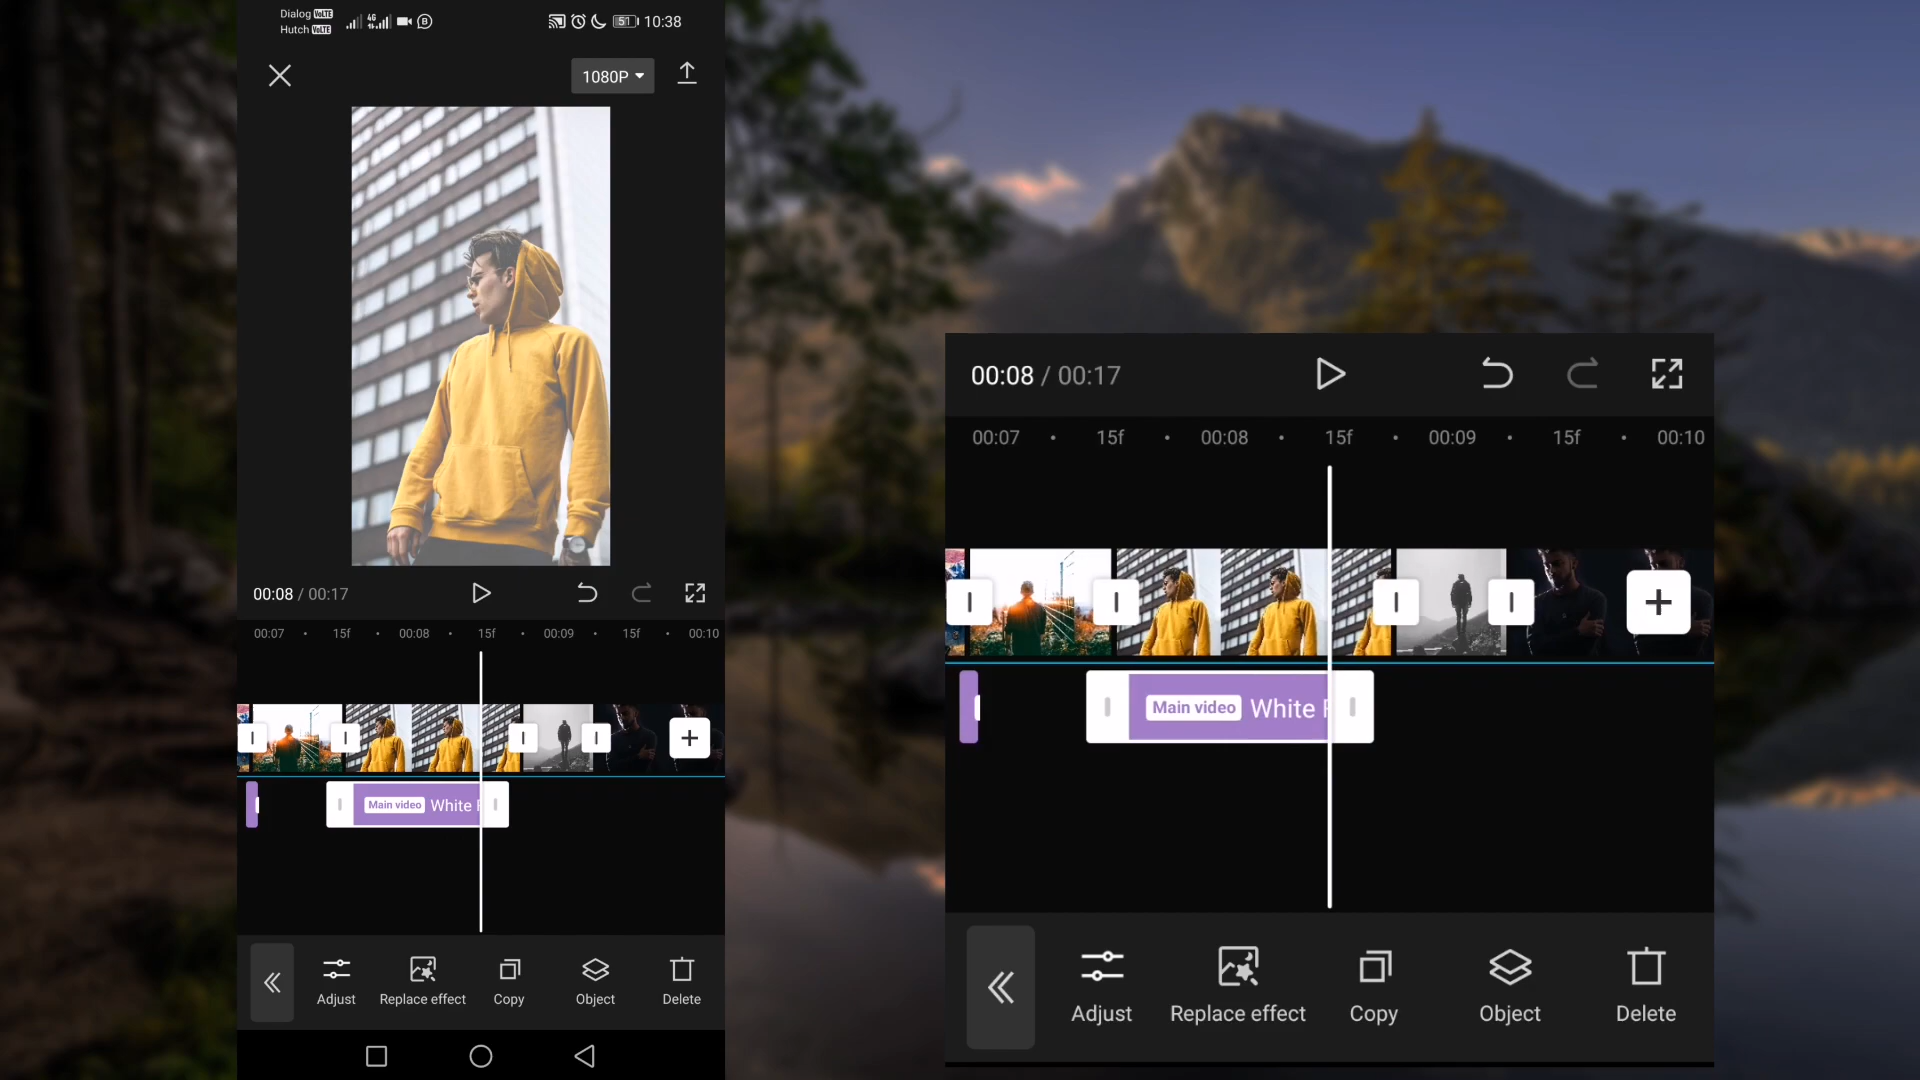 Dialog VoLTE
Hutch VoLTE
4G
51
10:38
1080P
00:08 / 00:17
00:07 15f 00:08 15f 00:09 15f 00:10
Main video White
Adjust Replace effect Copy Object Delete
00:08 / 00:17
00:07 15f 00:08 15f 00:09 15f 00:10
Main video White
Adjust Replace effect Copy Object Delete